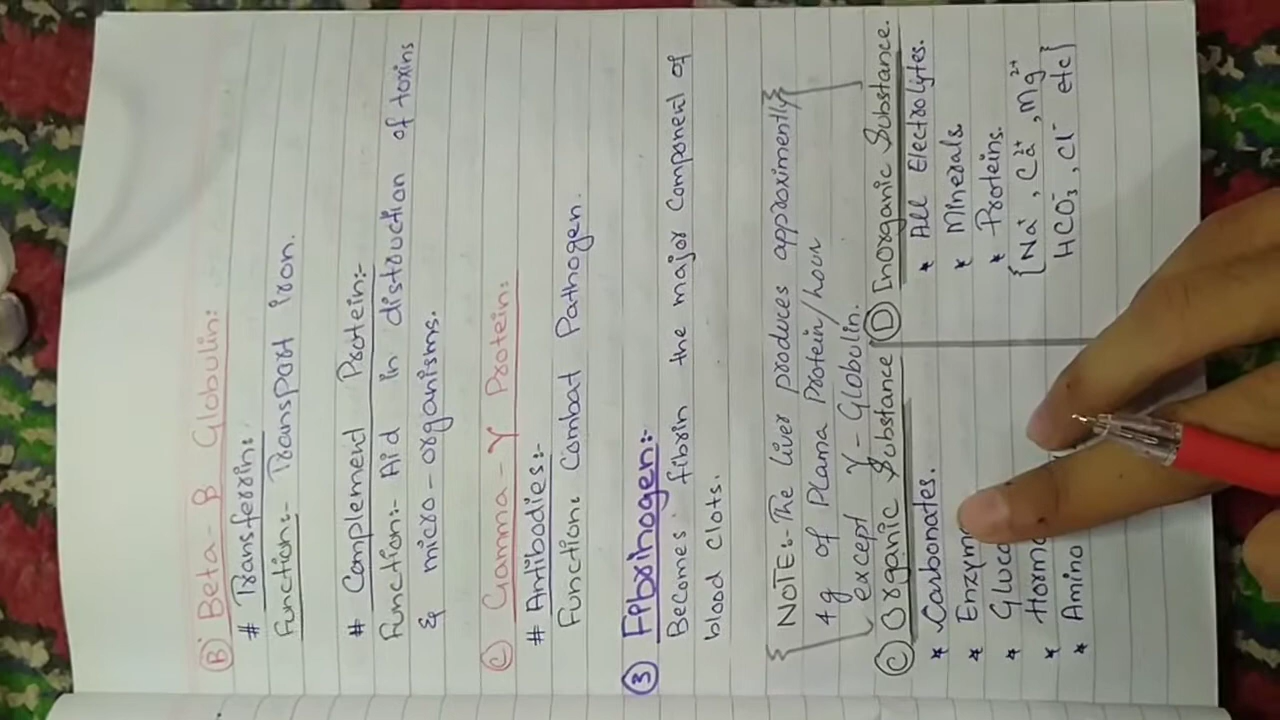 B) Beta - β Globulin:
# Transferrin:
Function:- Transport iron.
# Complement Protein:-
Function:- Aid in distruction of toxins
& micro-organisms.
C) Gamma - γ Protein:
# Antibodies:-
Function: Combat Pathogen.
3 Fibrinogen:-
Becomes fibrin the major Component of
blood clots.
NOTE:- The liver produces approximently
4g of Plama Protein/hour
except γ - Globulin.
C Organic Substance
* Carbonates.
* 
* 
* Amino
D Inorganic Substance.
* All Electrolytes.
* Minerals.
* Proteins.
{Na⁺, Ca²⁺, Mg²⁺
HCO₃⁻, Cl⁻ etc}